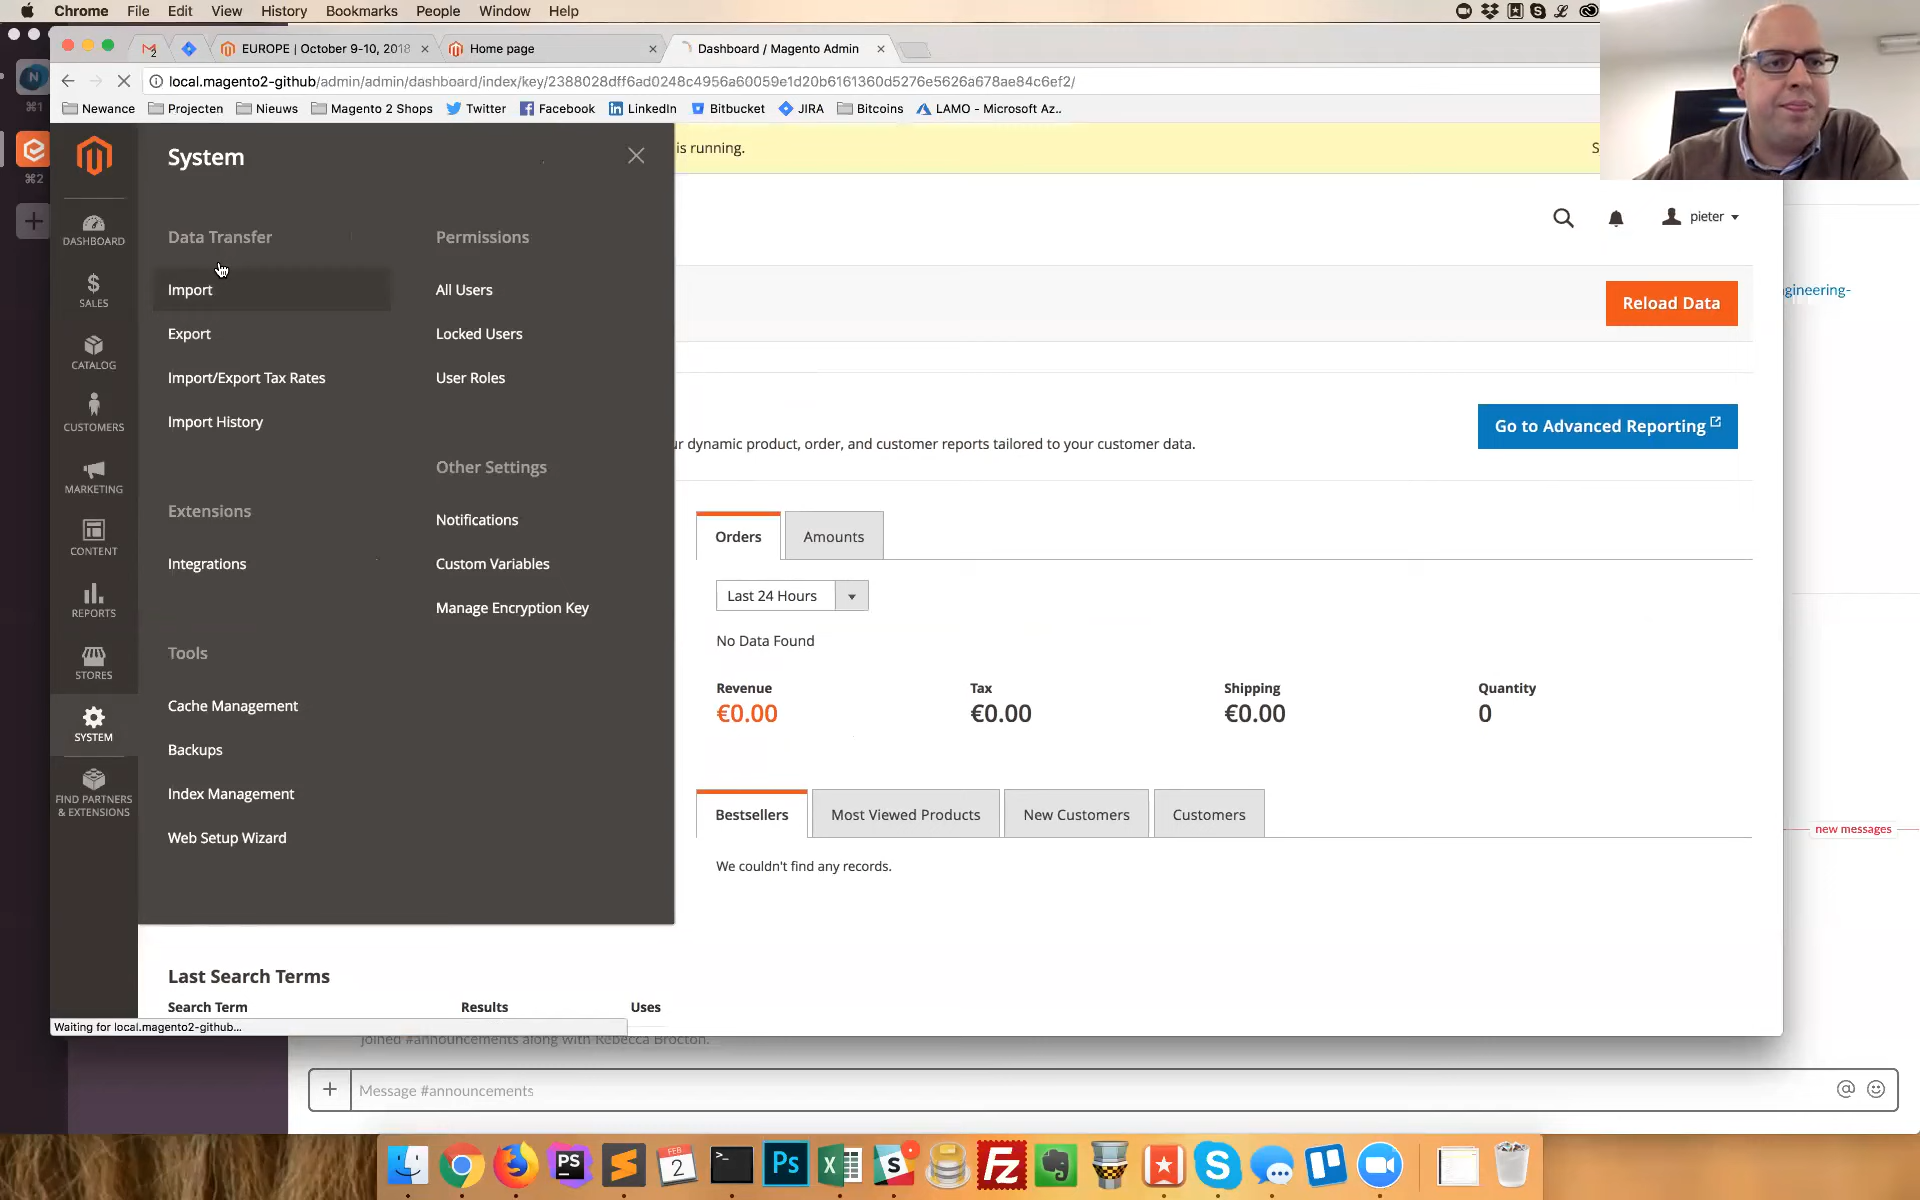 Chrome File Edit View History Bookmarks People Window Help
EUROPE | October 9-10, 2018
Home page
Dashboard / Magento Admin
local.magento2-github/admin/admin/dashboard/index/key/2388028dff6ad0248c4956a60059e1d20b6161360d5276e5626a678ae84c6ef2/
Newance Projecten Nieuws Magento 2 Shops Twitter Facebook LinkedIn Bitbucket JIRA Bitcoins LAMO - Microsoft Az..
⌘1
⌘2
DASHBOARD
SALES
CATALOG
CUSTOMERS
MARKETING
CONTENT
REPORTS
STORES
SYSTEM
FIND PARTNERS
& EXTENSIONS
System
Data Transfer
Import
Export
Import/Export Tax Rates
Import History
Extensions
Integrations
Tools
Cache Management
Backups
Index Management
Web Setup Wizard
Permissions
All Users
Locked Users
User Roles
Other Settings
Notifications
Custom Variables
Manage Encryption Key
is running.
S
pieter
Reload Data
gineering-
Go to Advanced Reporting
r dynamic product, order, and customer reports tailored to your customer data.
Orders Amounts
Last 24 Hours
No Data Found
Revenue Tax Shipping Quantity
€0.00 €0.00 €0.00 0
Bestsellers Most Viewed Products New Customers Customers
new messages
We couldn't find any records.
Last Search Terms
Search Term Results Uses
Waiting for local.magento2-github...
joined #announcements along with Rebecca Brocton.
Message #announcements
PS
FEB
2
Ps
X
S
Fz
S